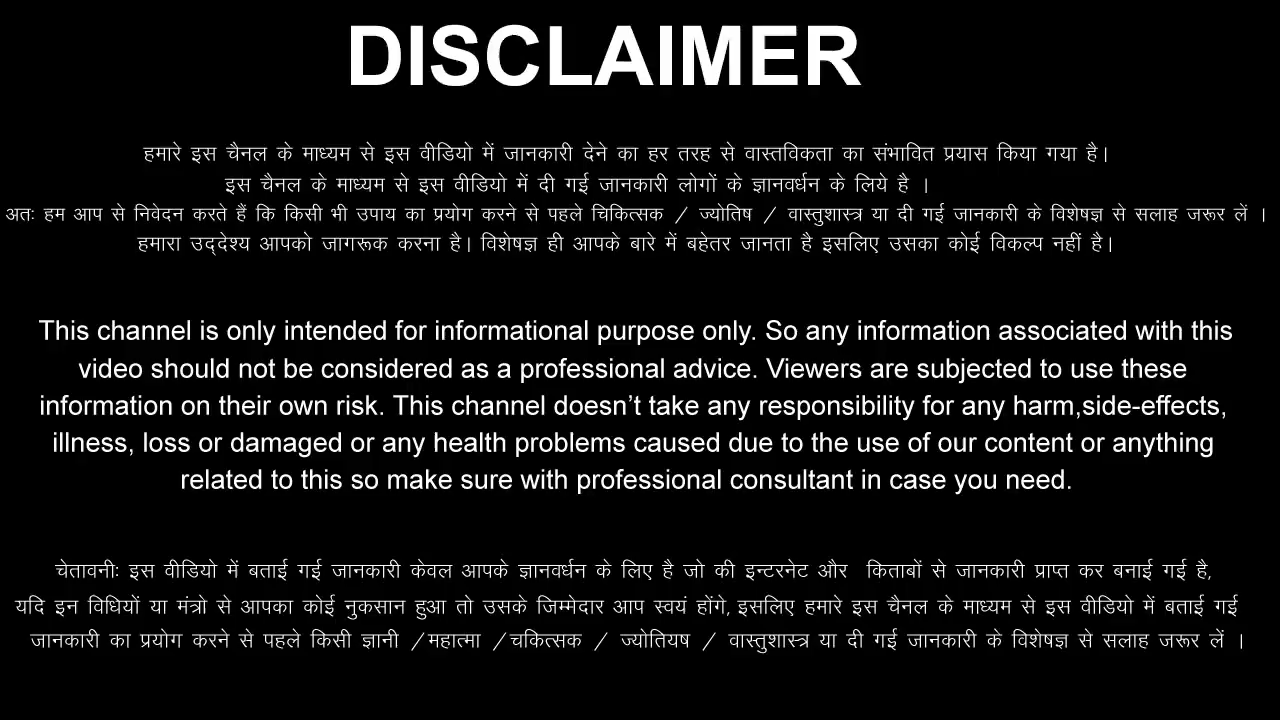 DISCLAIMER
हमारे इस चैनल के माध्यम से इस वीडियो में जानकारी देने का हर तरह से वास्तविकता का संभावित प्रयास किया गया है।
इस चैनल के माध्यम से इस वीडियो में दी गई जानकारी लोगों के ज्ञानवर्धन के लिये है ।
अतः हम आप से निवेदन करते हैं कि किसी भी उपाय का प्रयोग करने से पहले चिकित्सक / ज्योतिष / वास्तुशास्त्र या दी गई जानकारी के विशेषज्ञ से सलाह जरूर लें ।
हमारा उद्देश्य आपको जागरूक करना है। विशेषज्ञ ही आपके बारे में बहेतर जानता है इसलिए उसका कोई विकल्प नहीं है।
This channel is only intended for informational purpose only. So any information associated with this
video should not be considered as a professional advice. Viewers are subjected to use these
information on their own risk. This channel doesn’t take any responsibility for any harm,side-effects,
illness, loss or damaged or any health problems caused due to the use of our content or anything
related to this so make sure with professional consultant in case you need.
चेतावनीः इस वीडियो में बताई गई जानकारी केवल आपके ज्ञानवर्धन के लिए है जो की इन्टरनेट और किताबों से जानकारी प्राप्त कर बनाई गई है,
यदि इन विधियों या मंत्रो से आपका कोई नुकसान हुआ तो उसके जिम्मेदार आप स्वयं होंगे, इसलिए हमारे इस चैनल के माध्यम से इस वीडियो में बताई गई
जानकारी का प्रयोग करने से पहले किसी ज्ञानी /महात्मा /चकित्सक / ज्योतियष / वास्तुशास्त्र या दी गई जानकारी के विशेषज्ञ से सलाह जरूर लें ।